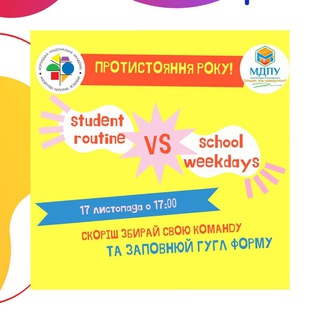 ПРОТИСТОЯННЯ РОКУ!
МДПУ
student
routine
VS
school
weekdays
17 листопада о 17:00
СКОРІШ ЗБИРАЙ СВОЮ КОМАНДУ
ТА ЗАПОВНЮЙ ГУГЛ ФОРМУ